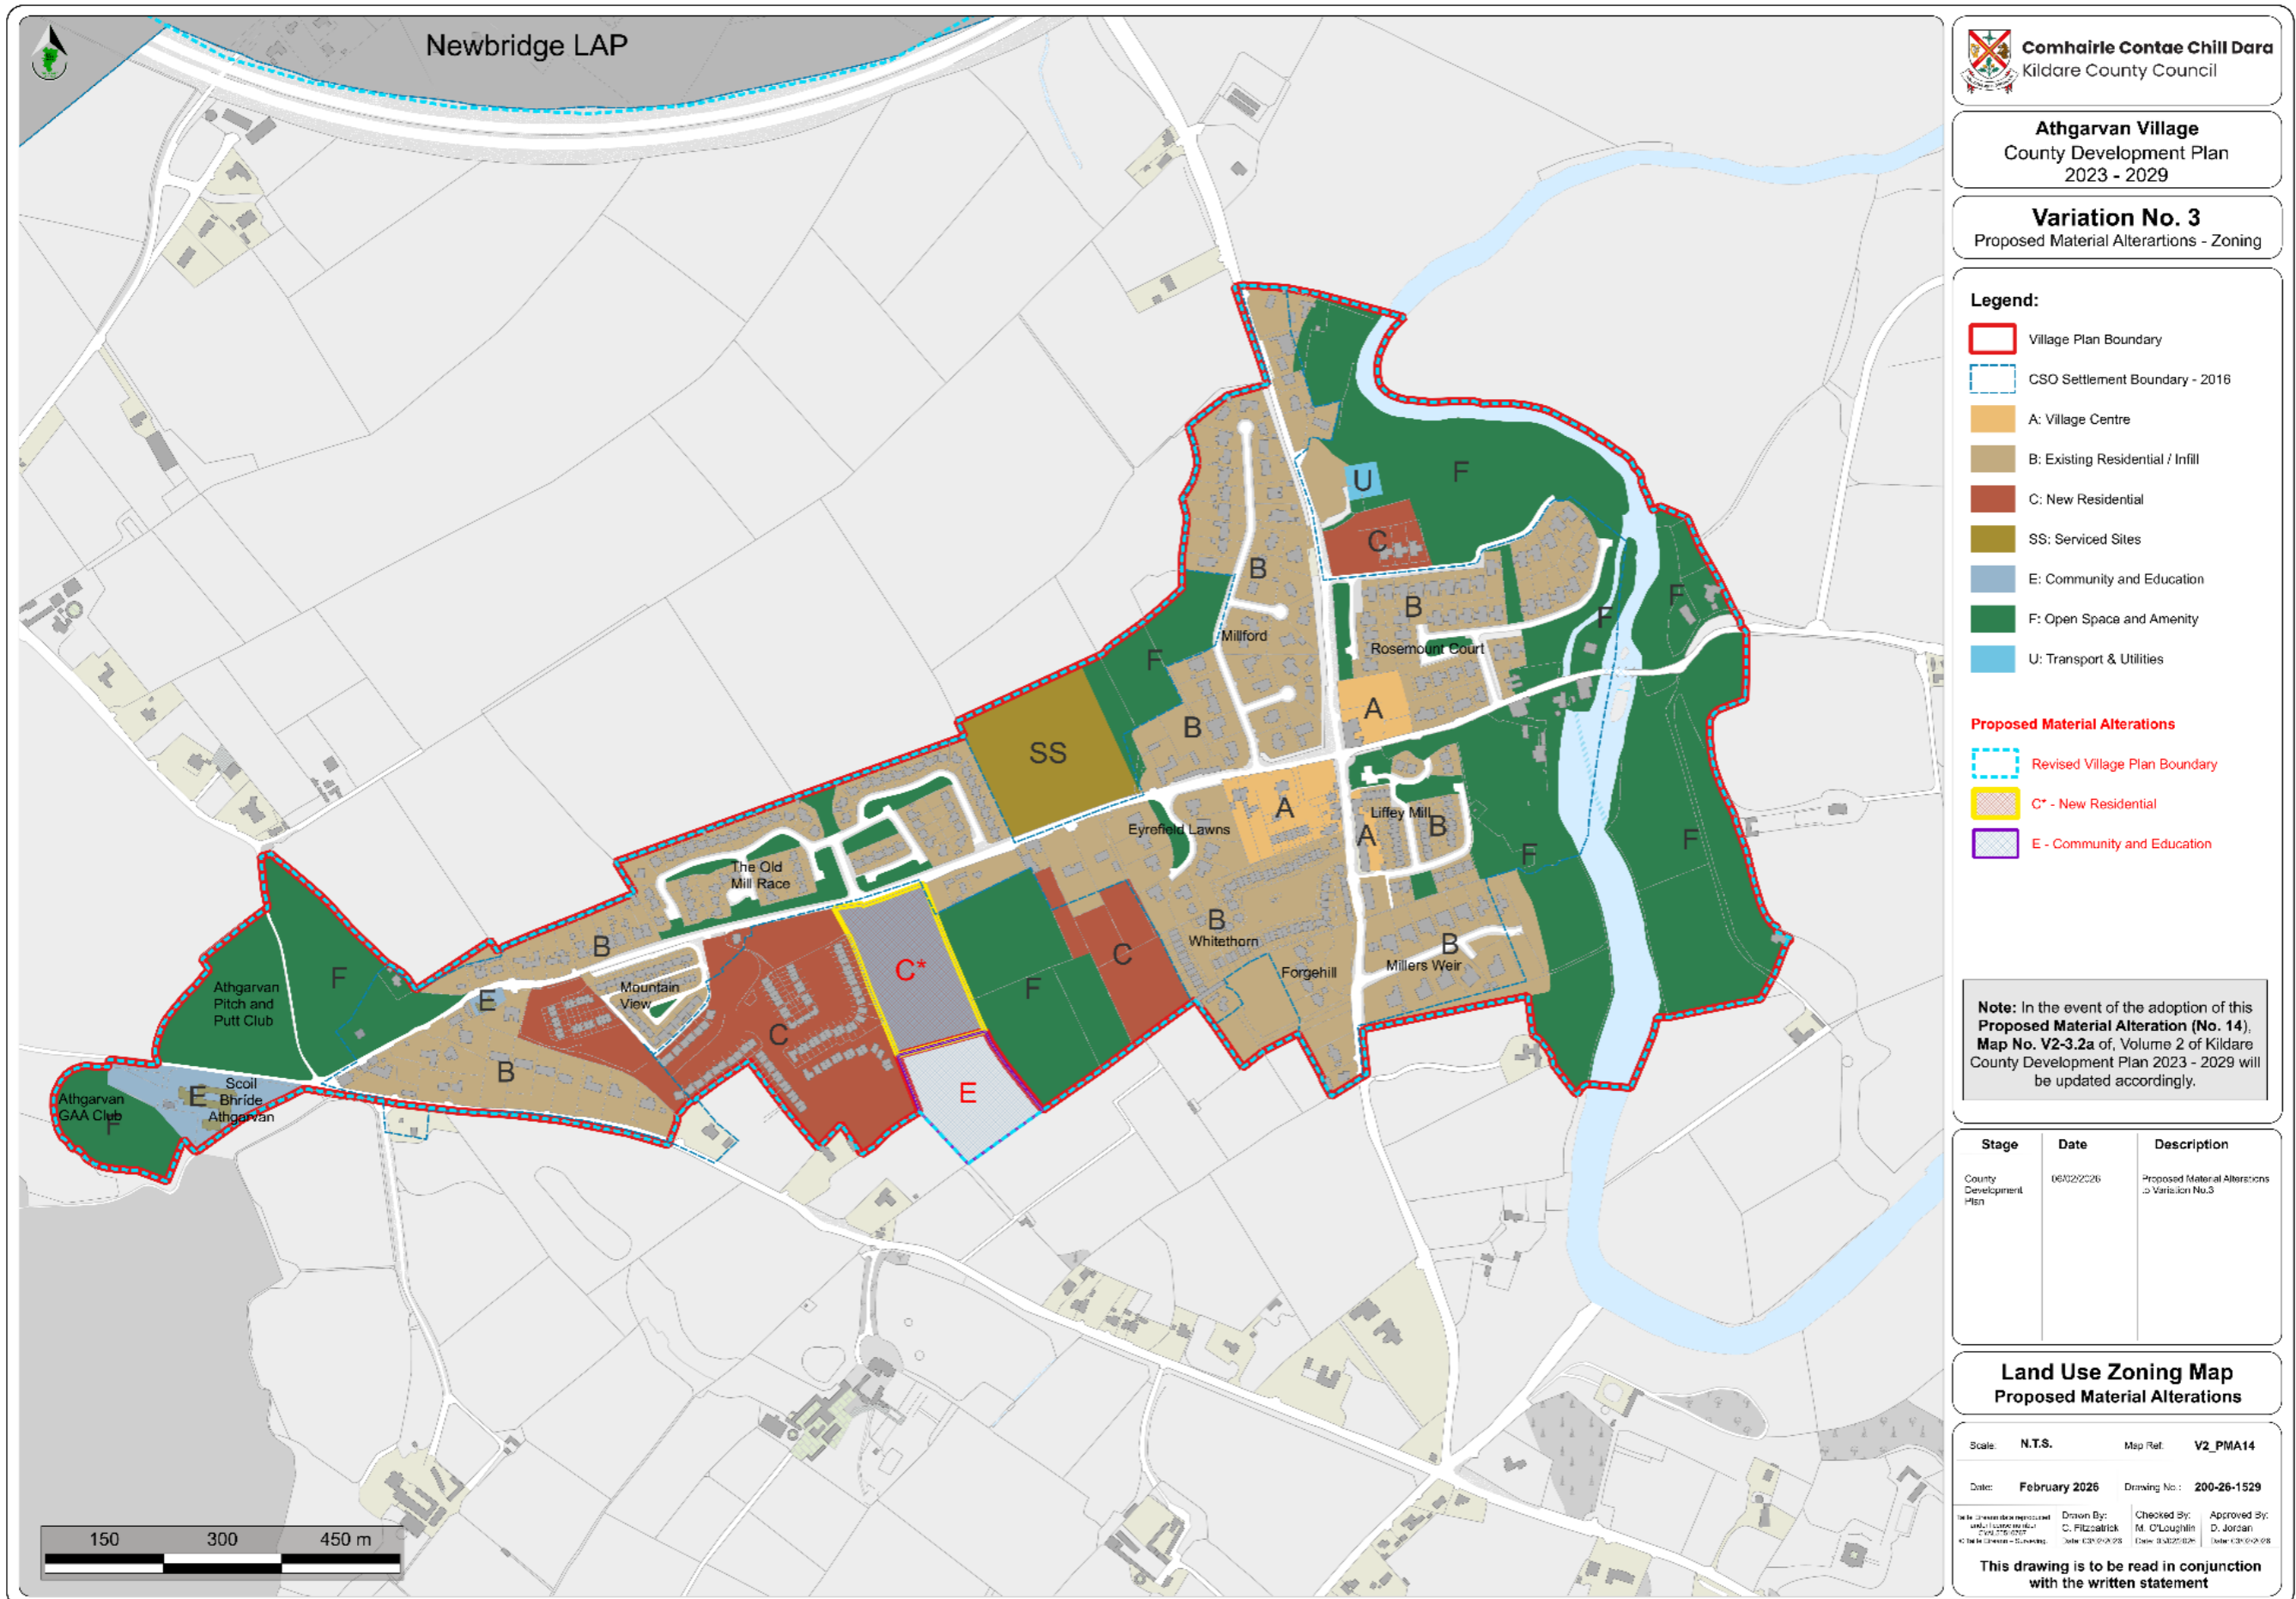 Newbridge LAP
F
U
C
B
B
F
F
Millford
Rosemount Court
F
B
A
SS
A
Eyrefield Lawns
Liffey Mill
A
B
F
F
The Old
Mill Race
B
Whitethorn
B
Millers Weir
Forgehill
C
F
C*
B
E
Mountain
View
C
F
Athgarvan
Pitch and
Putt Club
B
E
Scoil
Bhríde
Athgarvan
E
Athgarvan
GAA Club
F
150 300 450 m
Comhairle Contae Chill Dara
Kildare County Council
Athgarvan Village
County Development Plan
2023 - 2029
Variation No. 3
Proposed Material Alterartions - Zoning
Legend:
Village Plan Boundary
CSO Settlement Boundary - 2016
A: Village Centre
B: Existing Residential / Infill
C: New Residential
SS: Serviced Sites
E: Community and Education
F: Open Space and Amenity
U: Transport & Utilities
Proposed Material Alterations
Revised Village Plan Boundary
C* - New Residential
E - Community and Education
Note: In the event of the adoption of this
Proposed Material Alteration (No. 14),
Map No. V2-3.2a of, Volume 2 of Kildare
County Development Plan 2023 - 2029 will
be updated accordingly.
Stage Date Description
County
Development
Plan
06/02/2026
Proposed Material Alterations
to Variation No.3
Land Use Zoning Map
Proposed Material Alterations
Scale: N.T.S. Map Ref: V2_PMA14
Date: February 2026 Drawing No.: 200-26-1529
Drawn By:
C. Fitzpatrick
Checked By:
M. O'Loughlin
Approved By:
D. Jordan
This drawing is to be read in conjunction
with the written statement